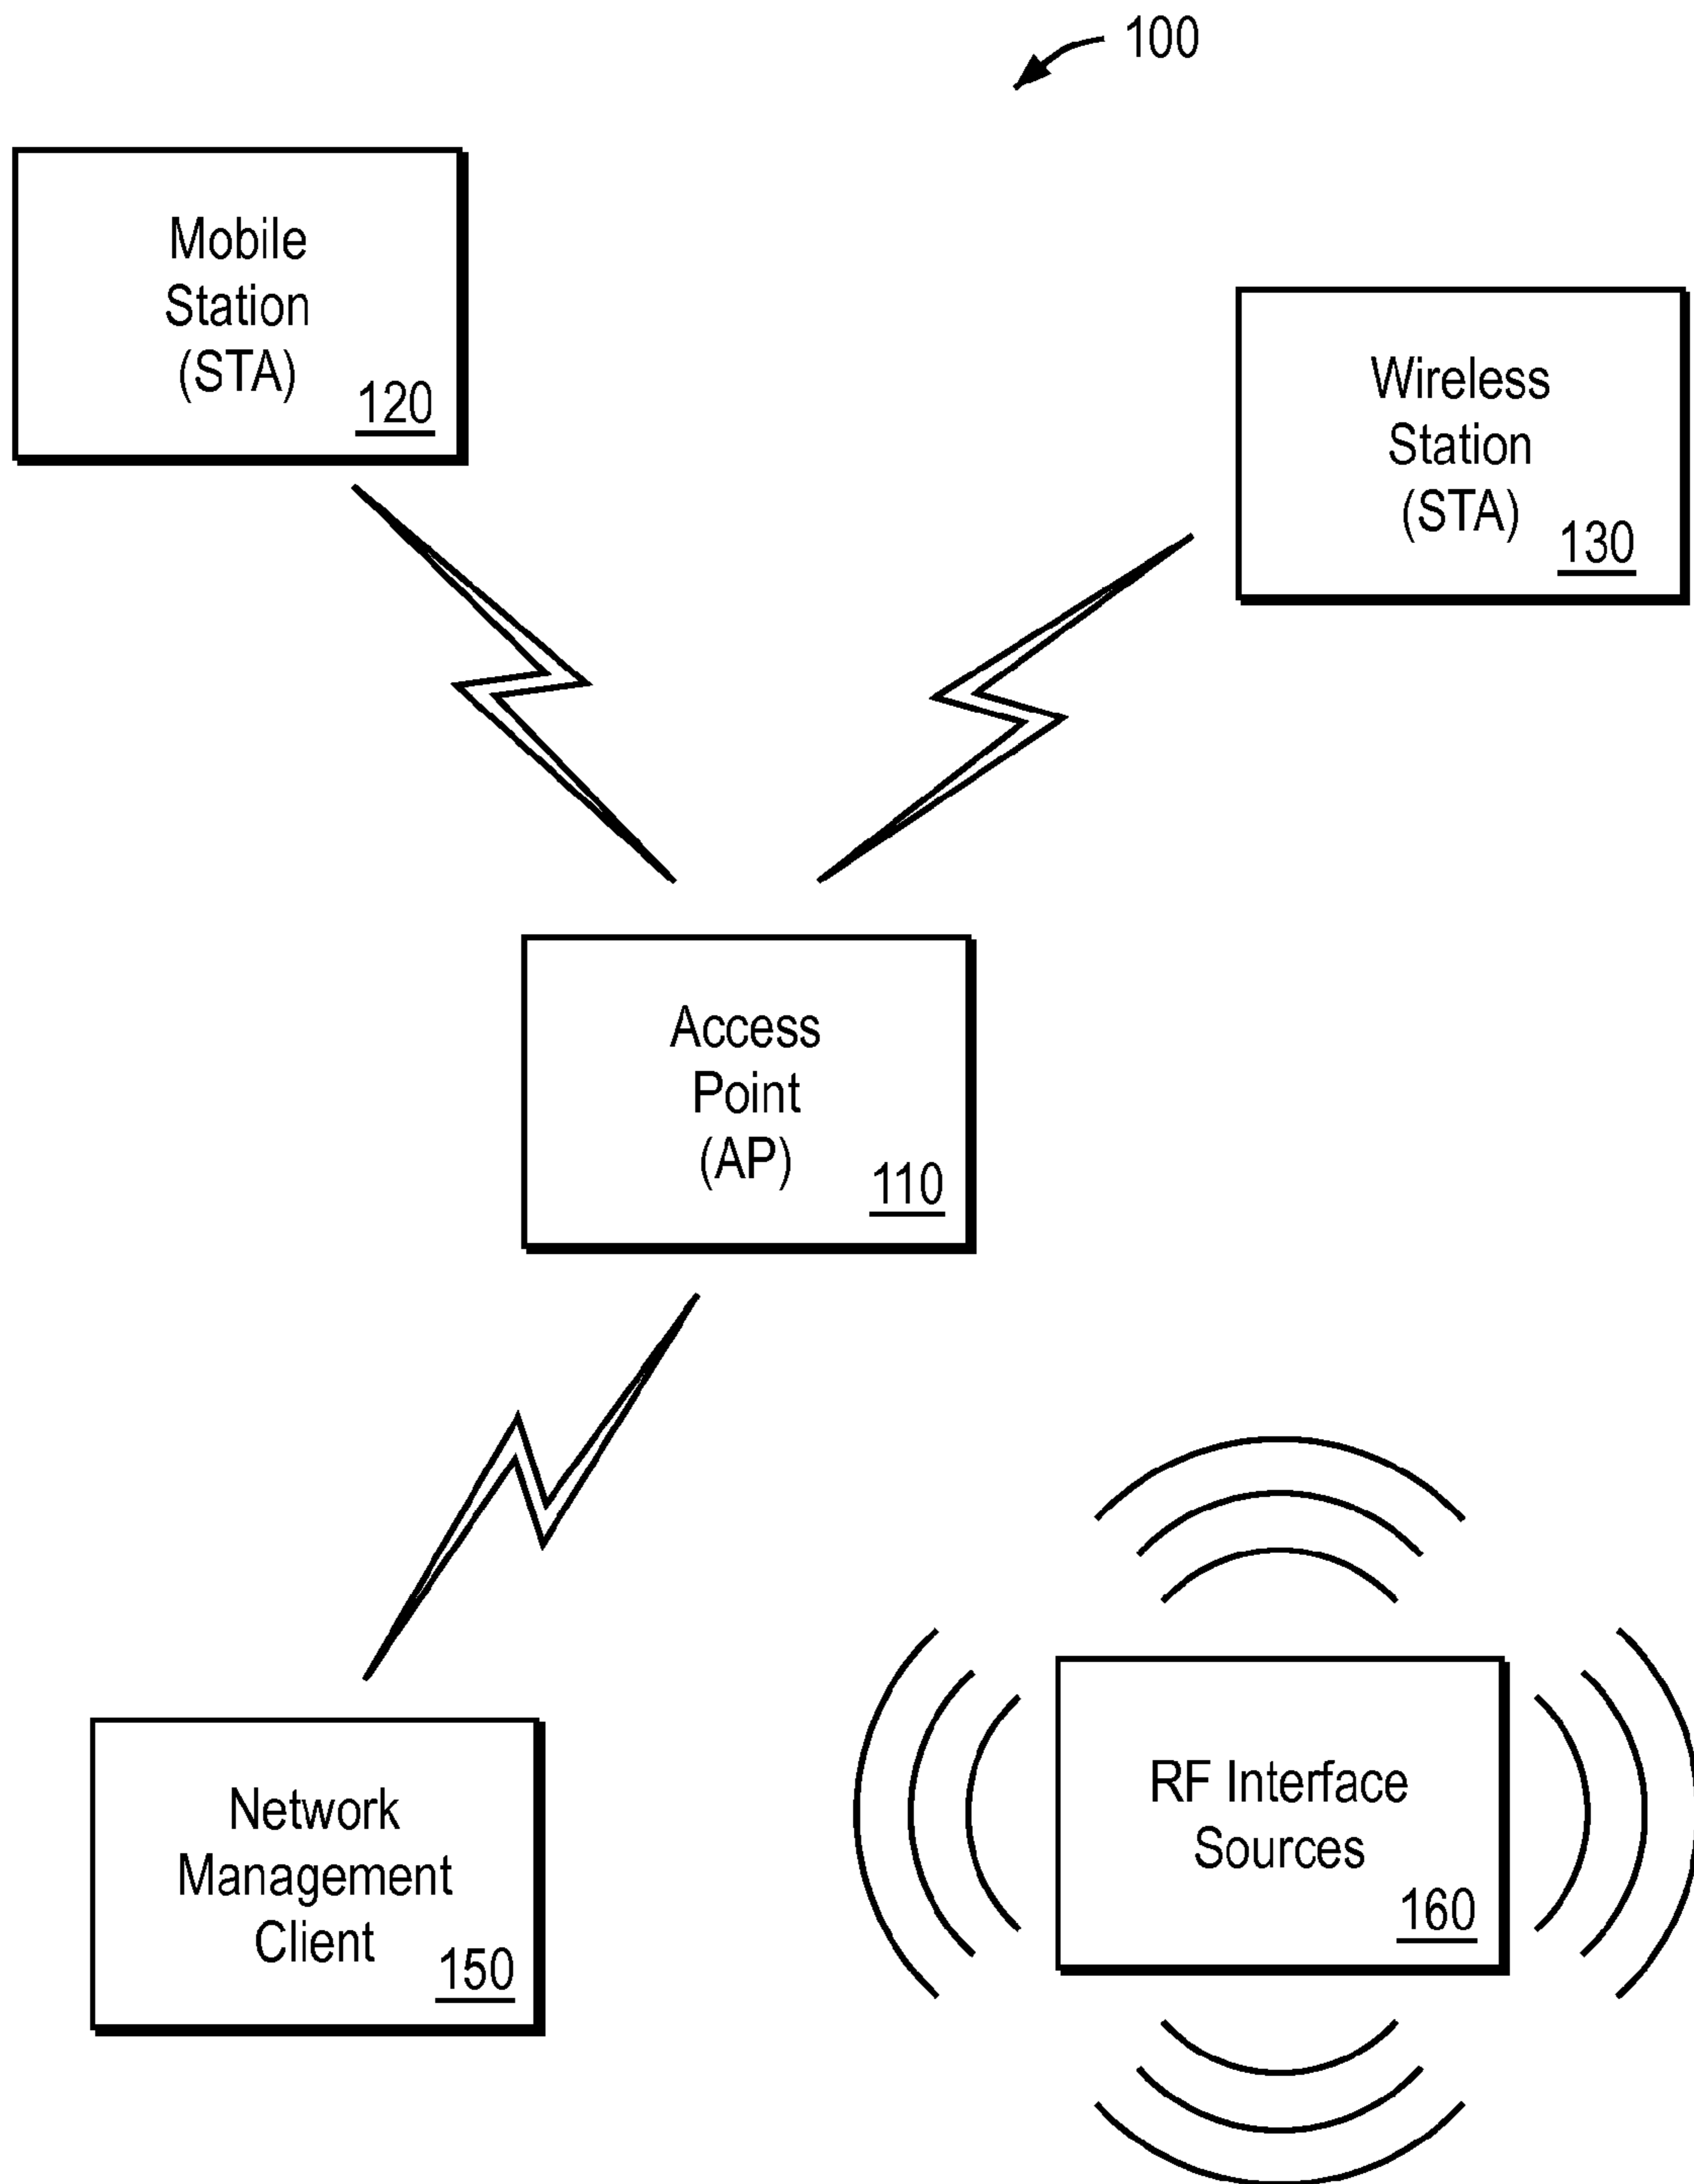 100
Mobile
Station
(STA)
120
Wireless
Station
(STA)
130
Access
Point
(AP)
110
Network
Management
Client
150
RF Interface
Sources
160